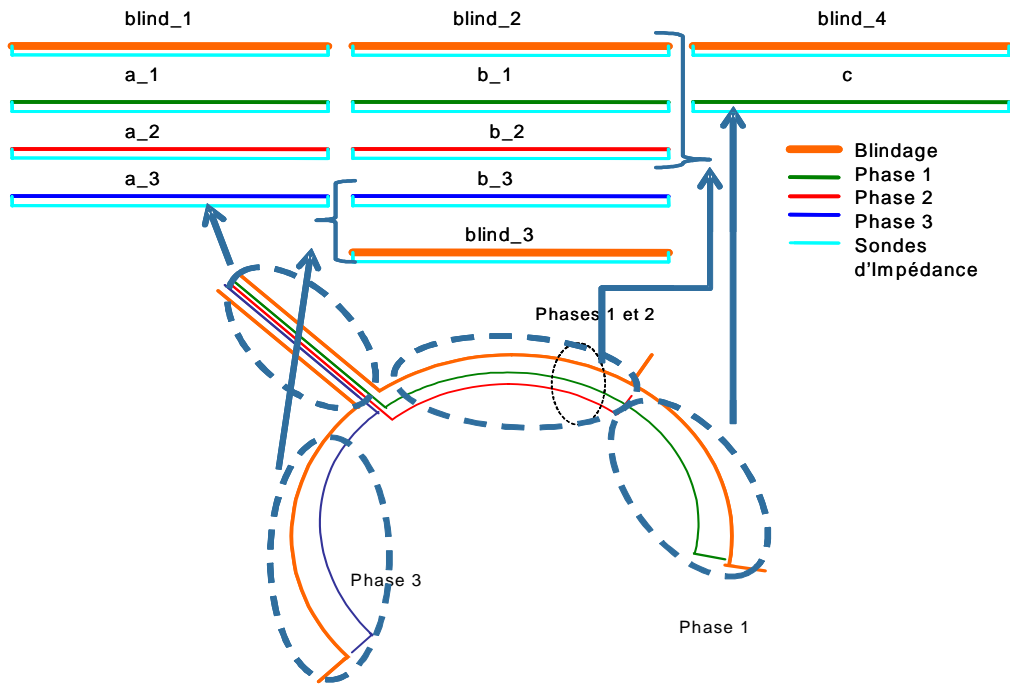 blind_1 blind_2 blind_4
a_1 b_1 c
a_2 b_2
a_3 b_3
blind_3
Blindage
Phase 1
Phase 2
Phase 3
Sondes
d'Impédance
Phases 1 et 2
Phase 3
Phase 1